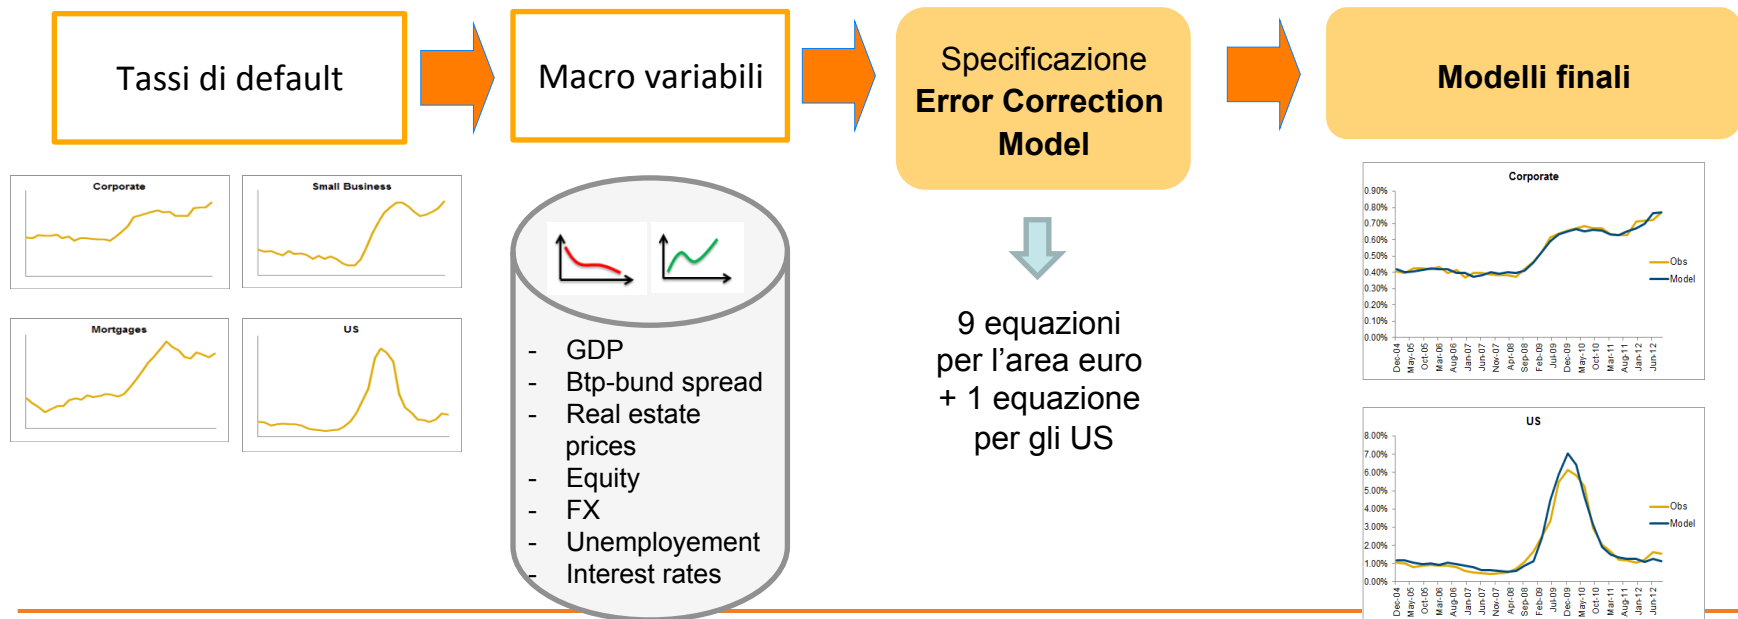 Tassi di default
Macro variabili
Specificazione
Error Correction
Model
Modelli finali
Corporate
Small Business
Mortgages
US
- GDP
- Btp-bund spread
- Real estate
prices
- Equity
- FX
- Unemployement
- Interest rates
9 equazioni
per l'area euro
+ 1 equazione
per gli US
Corporate
0.90%
0.80%
0.70%
0.60%
0.50%
0.40%
0.30%
0.20%
0.10%
0.00%
Obs
Model
Dec-04
May-05
Oct-05
Mar-06
Aug-06
Jan-07
Jun-07
Nov-07
Apr-08
Sep-08
Feb-09
Jul-09
Dec-09
May-10
Oct-10
Mar-11
Aug-11
Jan-12
Jun-12
US
8.00%
7.00%
6.00%
5.00%
4.00%
3.00%
2.00%
1.00%
0.00%
Obs
Model
Dec-04
May-05
Oct-05
Mar-06
Aug-06
Jan-07
Jun-07
Nov-07
Apr-08
Sep-08
Feb-09
Jul-09
Dec-09
May-10
Oct-10
Mar-11
Aug-11
Jan-12
Jun-12